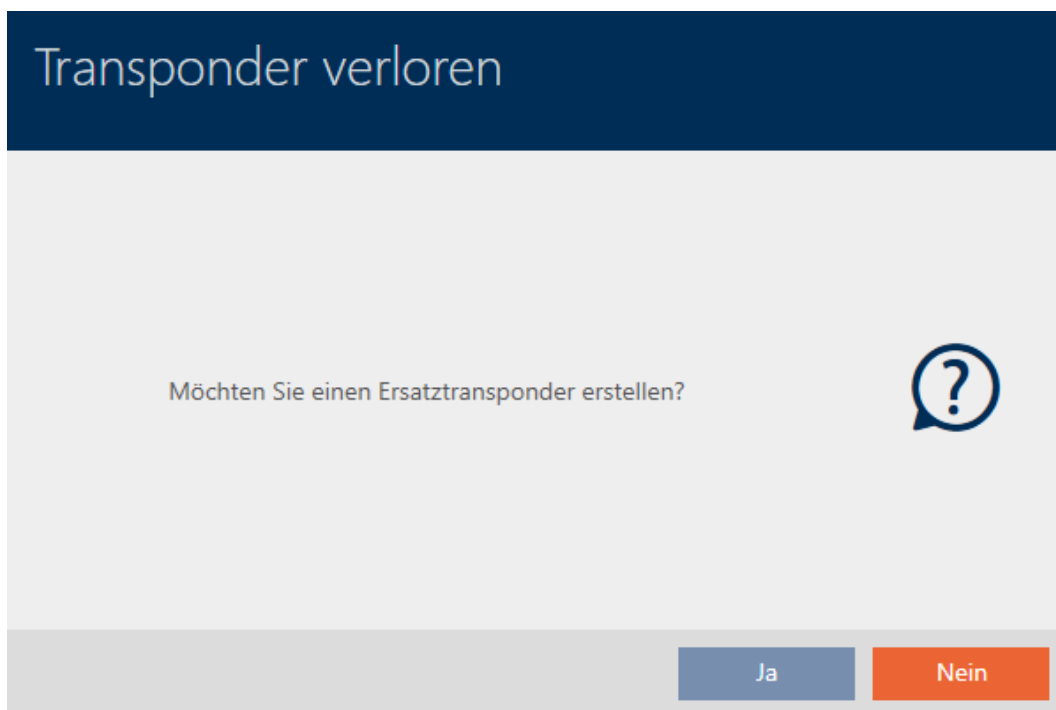 Transponder verloren
Möchten Sie einen Ersatztransponder erstellen?
?
Ja
Nein